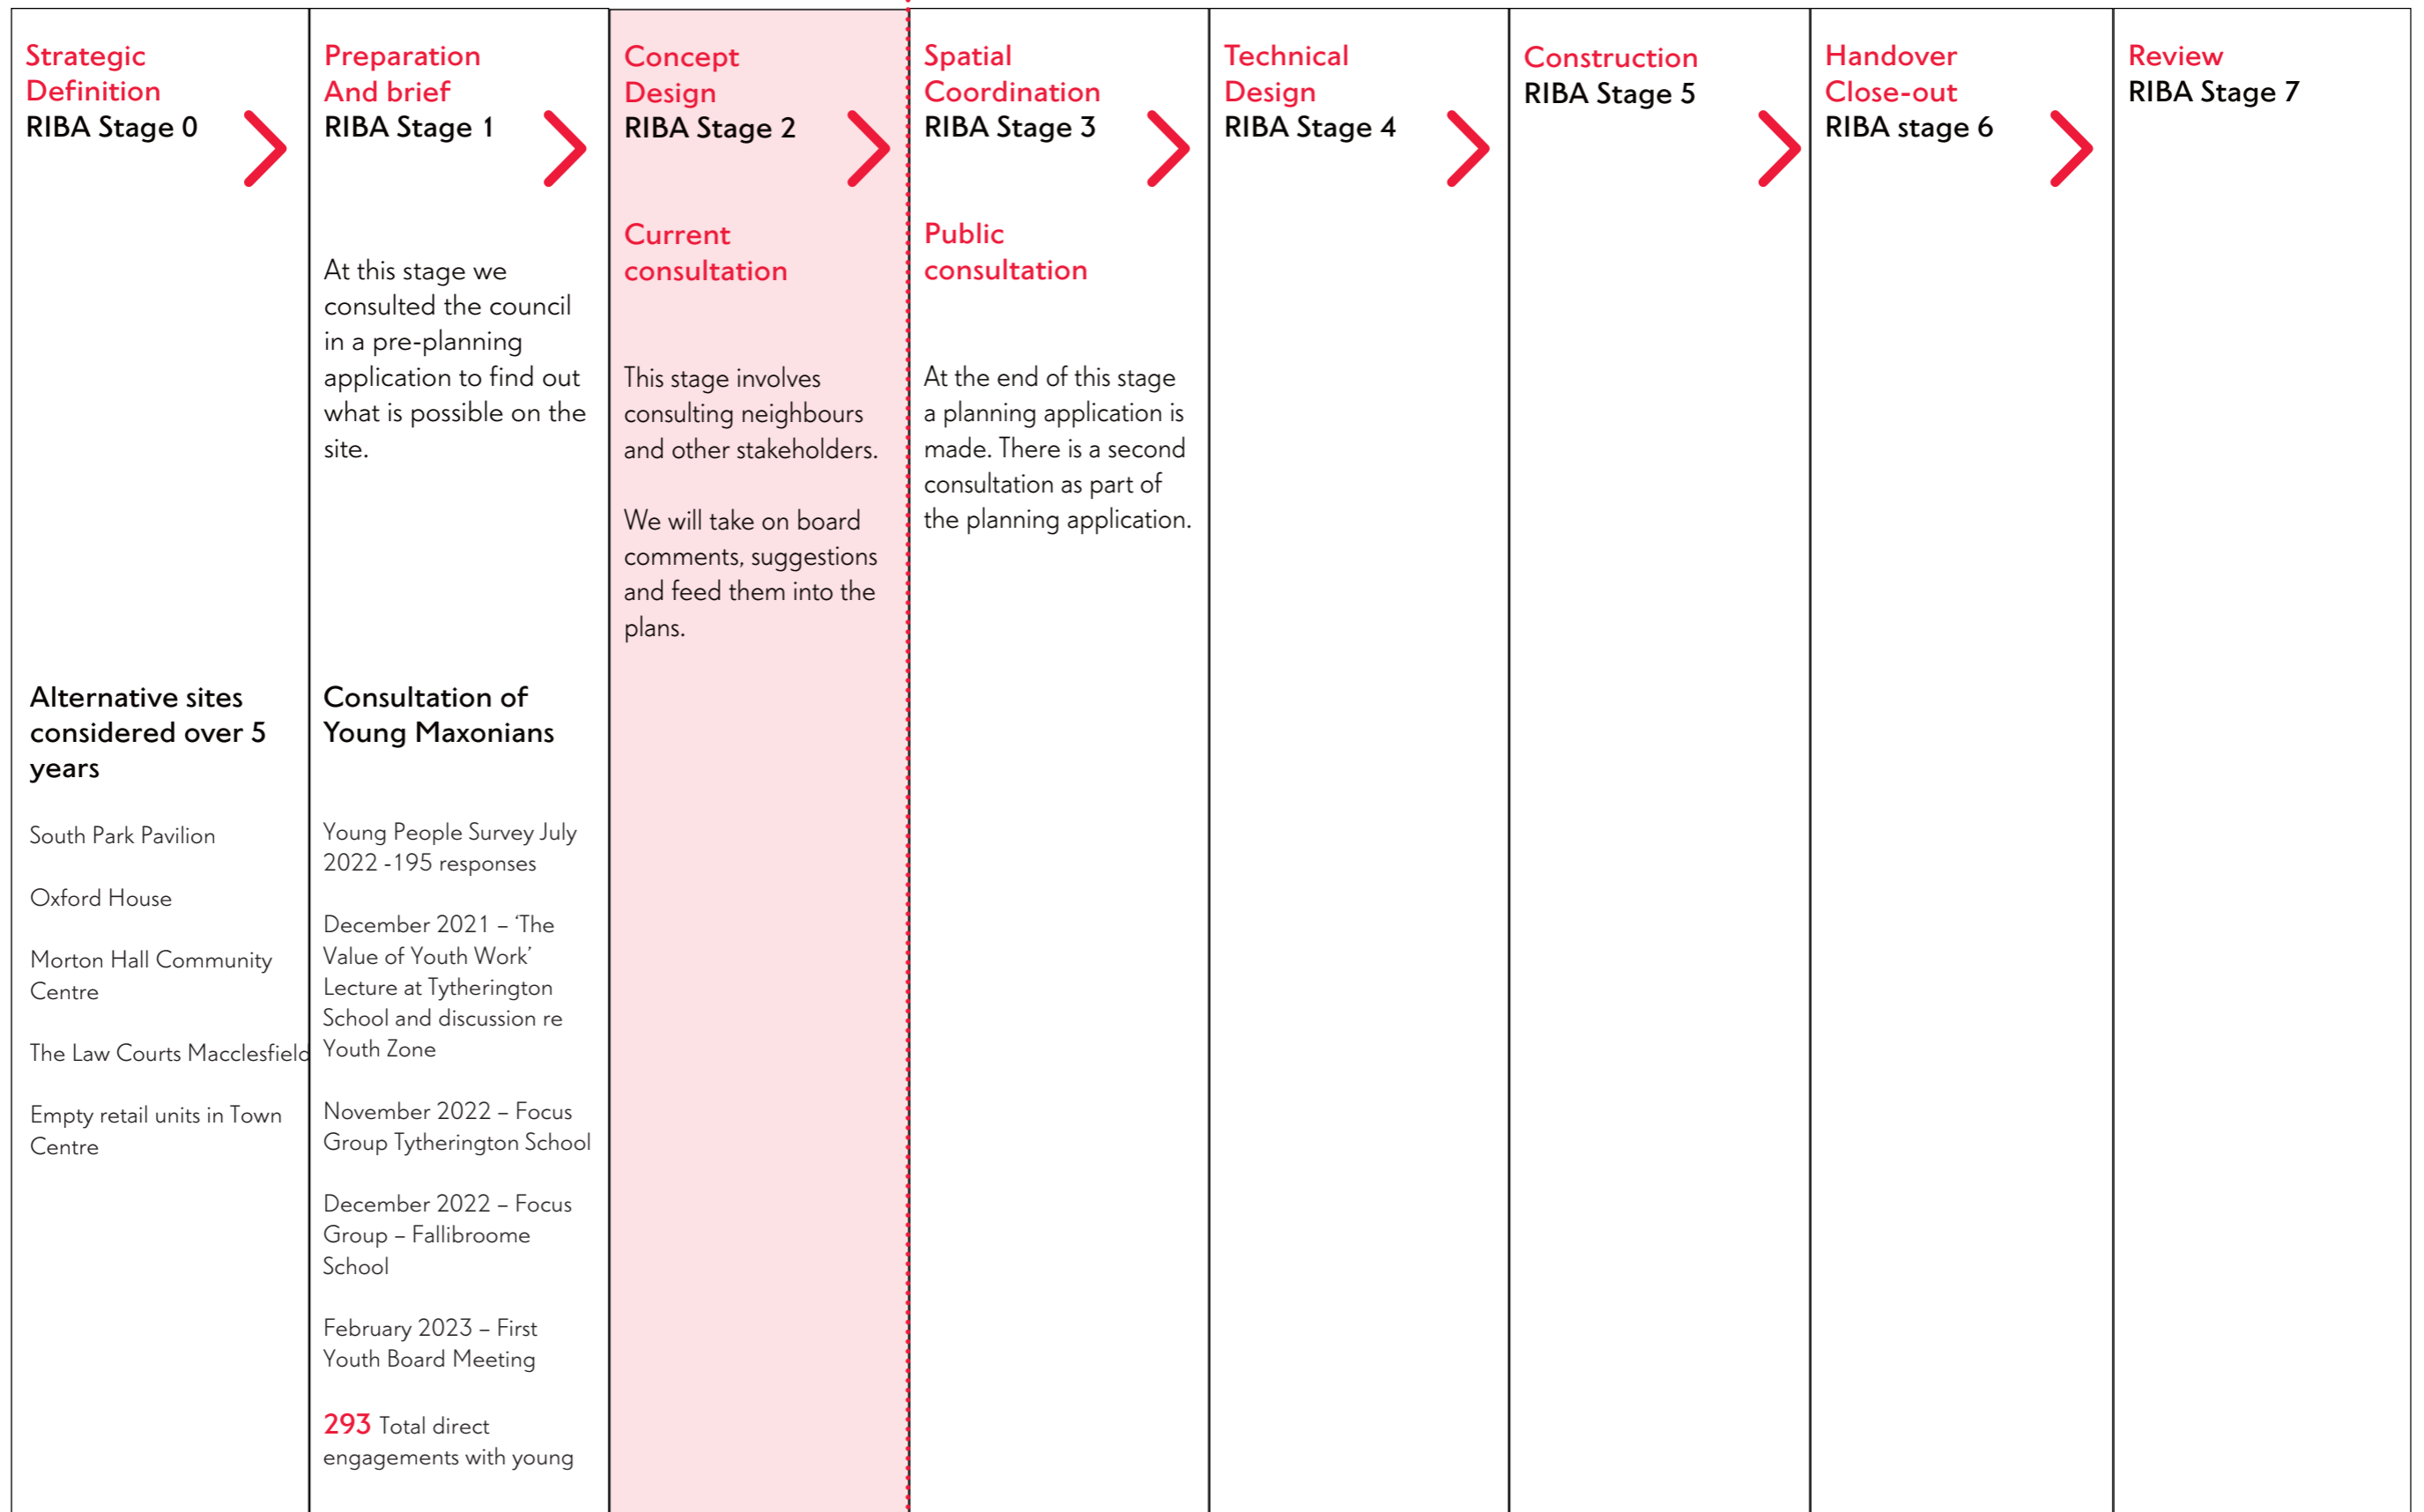 Strategic
Definition
RIBA Stage 0
Alternative sites
considered over 5
years
South Park Pavilion
Oxford House
Morton Hall Community
Centre
The Law Courts Macclesfield
Empty retail units in Town
Centre
Preparation
And brief
RIBA Stage 1
At this stage we
consulted the council
in a pre-planning
application to find out
what is possible on the
site.
Consultation of
Young Maxonians
Young People Survey July
2022 -195 responses
December 2021 – ‘The
Value of Youth Work’
Lecture at Tytherington
School and discussion re
Youth Zone
November 2022 – Focus
Group Tytherington School
December 2022 – Focus
Group – Fallibroome
School
February 2023 – First
Youth Board Meeting
293 Total direct
engagements with young
Concept
Design
RIBA Stage 2
Current
consultation
This stage involves
consulting neighbours
and other stakeholders.
We will take on board
comments, suggestions
and feed them into the
plans.
Spatial
Coordination
RIBA Stage 3
Public
consultation
At the end of this stage
a planning application is
made. There is a second
consultation as part of
the planning application.
Technical
Design
RIBA Stage 4
Construction
RIBA Stage 5
Handover
Close-out
RIBA stage 6
Review
RIBA Stage 7